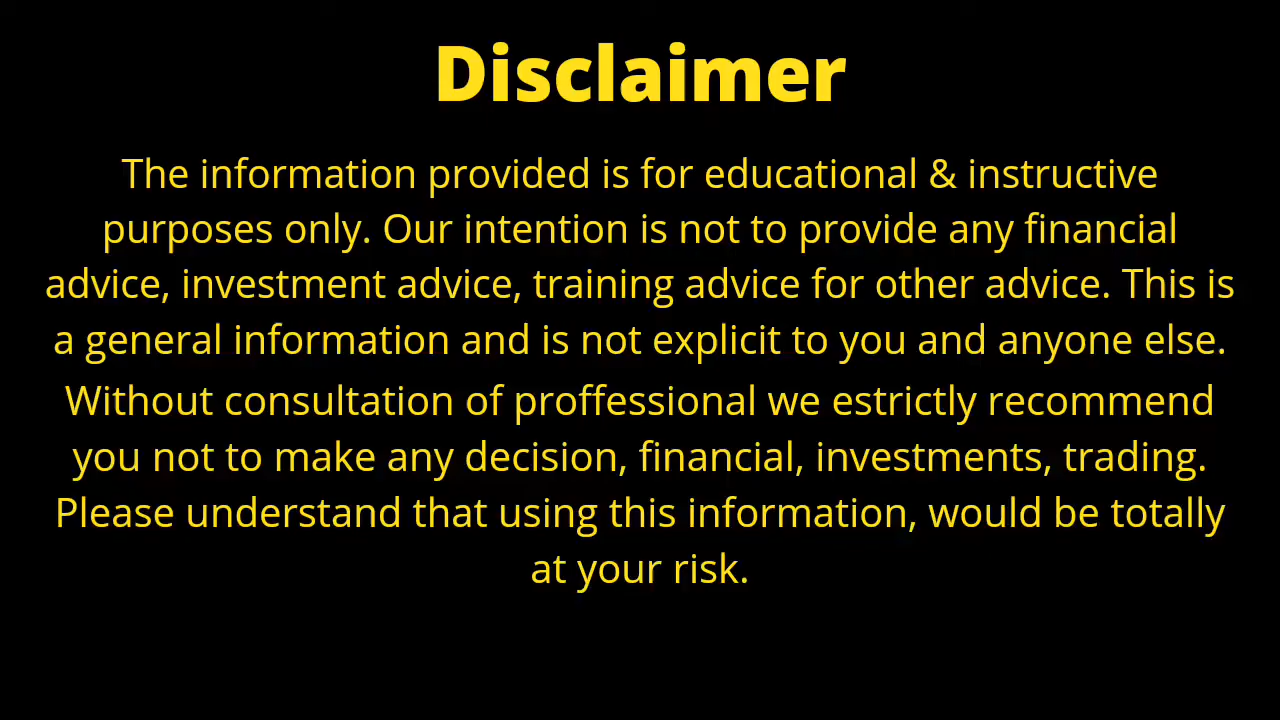 Disclaimer
The information provided is for educational & instructive
purposes only. Our intention is not to provide any financial
advice, investment advice, training advice for other advice. This is
a general information and is not explicit to you and anyone else.
Without consultation of proffessional we estrictly recommend
you not to make any decision, financial, investments, trading.
Please understand that using this information, would be totally
at your risk.